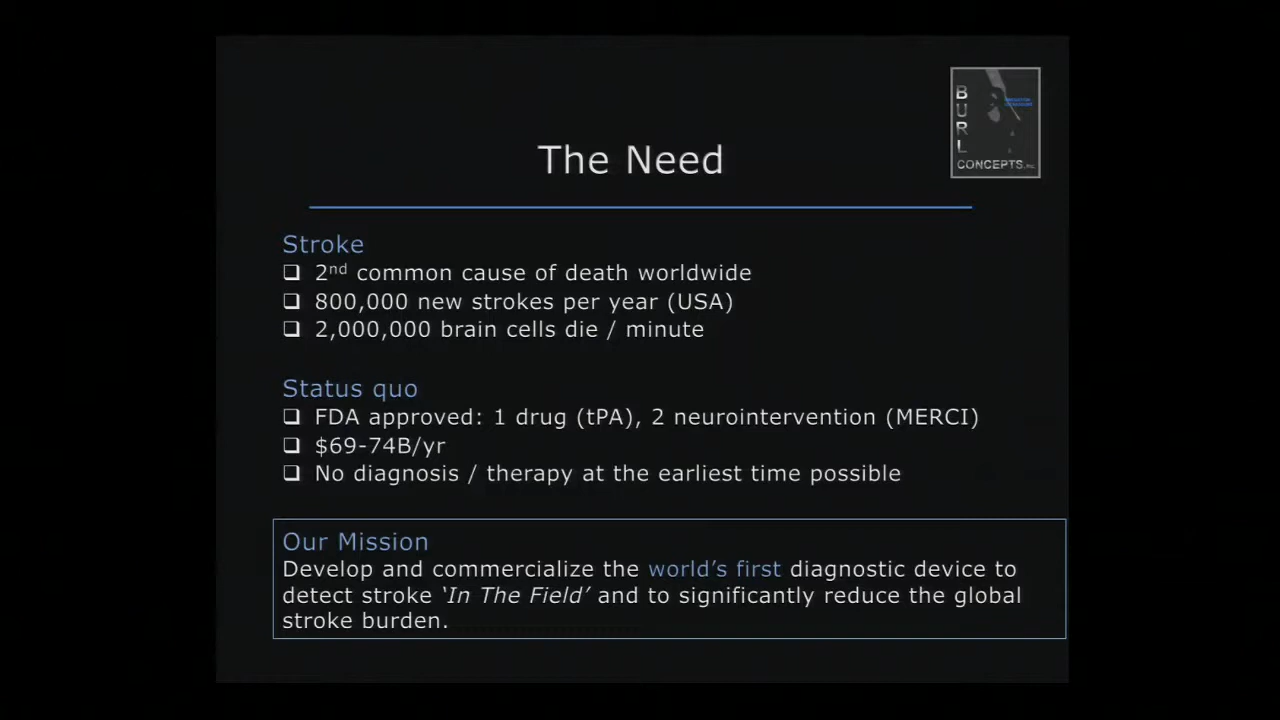 B
U
R
L
CONCEPTS, INC.
The Need
Stroke
❑ 2nd common cause of death worldwide
❑ 800,000 new strokes per year (USA)
❑ 2,000,000 brain cells die / minute
Status quo
❑ FDA approved: 1 drug (tPA), 2 neurointervention (MERCI)
❑ $69-74B/yr
❑ No diagnosis / therapy at the earliest time possible
Our Mission
Develop and commercialize the world's first diagnostic device to
detect stroke 'In The Field' and to significantly reduce the global
stroke burden.